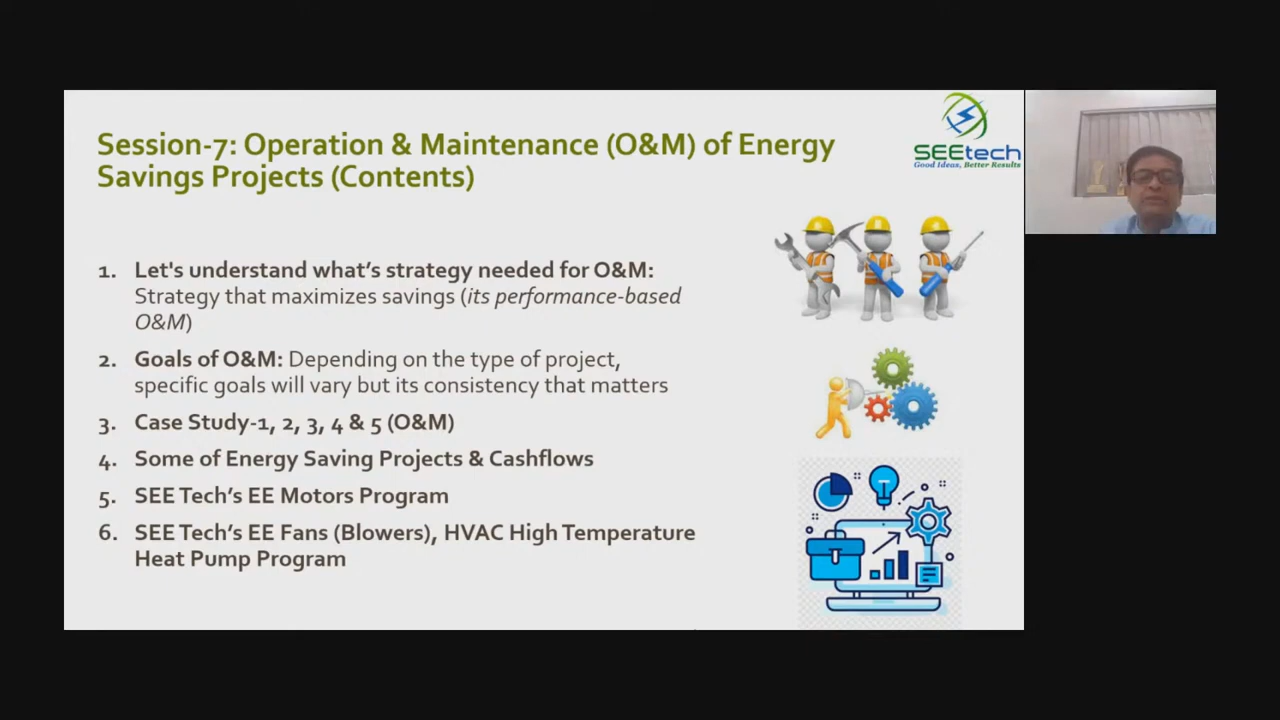 Session-7: Operation & Maintenance (O&M) of Energy
Savings Projects (Contents)
SEEtech
Good Ideas, Better Results
1. Let's understand what’s strategy needed for O&M:
Strategy that maximizes savings (its performance-based
O&M)
2. Goals of O&M: Depending on the type of project,
specific goals will vary but its consistency that matters
3. Case Study-1, 2, 3, 4 & 5 (O&M)
4. Some of Energy Saving Projects & Cashflows
5. SEE Tech’s EE Motors Program
6. SEE Tech’s EE Fans (Blowers), HVAC High Temperature
Heat Pump Program